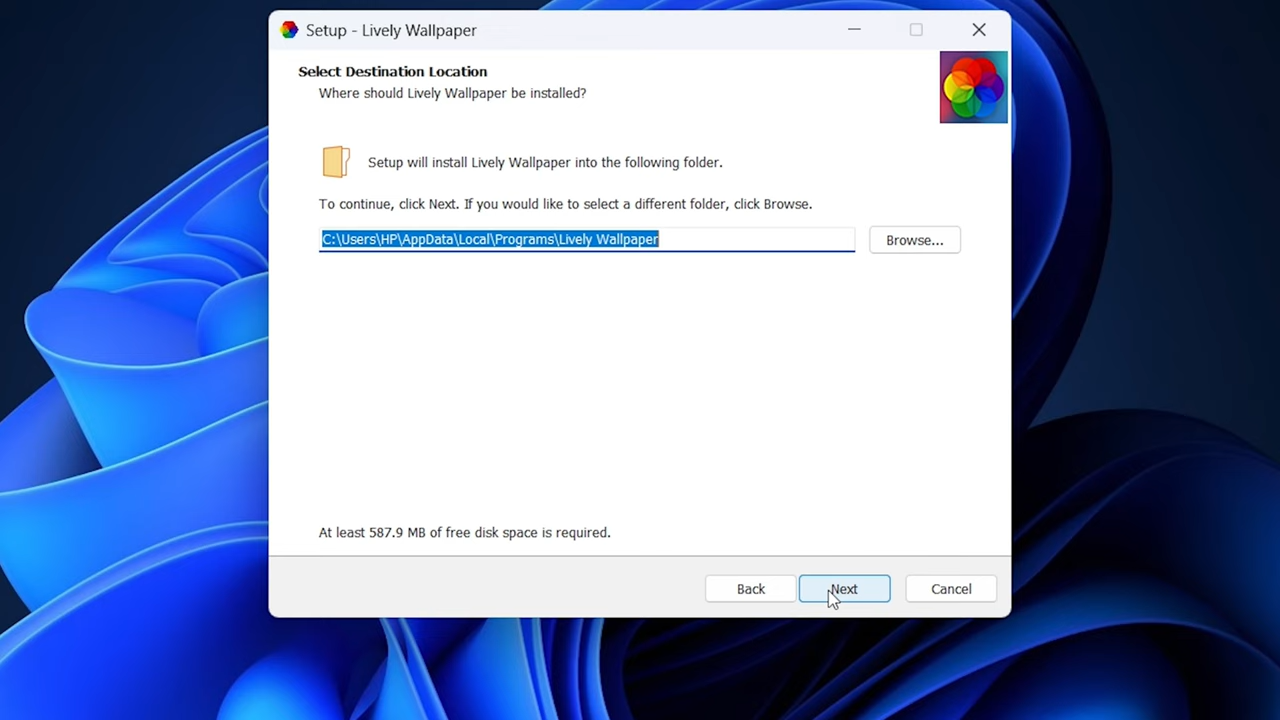 Setup - Lively Wallpaper
Select Destination Location
Where should Lively Wallpaper be installed?
Setup will install Lively Wallpaper into the following folder.
To continue, click Next. If you would like to select a different folder, click Browse.
C:\Users\HP\AppData\Local\Programs\Lively Wallpaper
Browse...
At least 587.9 MB of free disk space is required.
Back
Next
Cancel